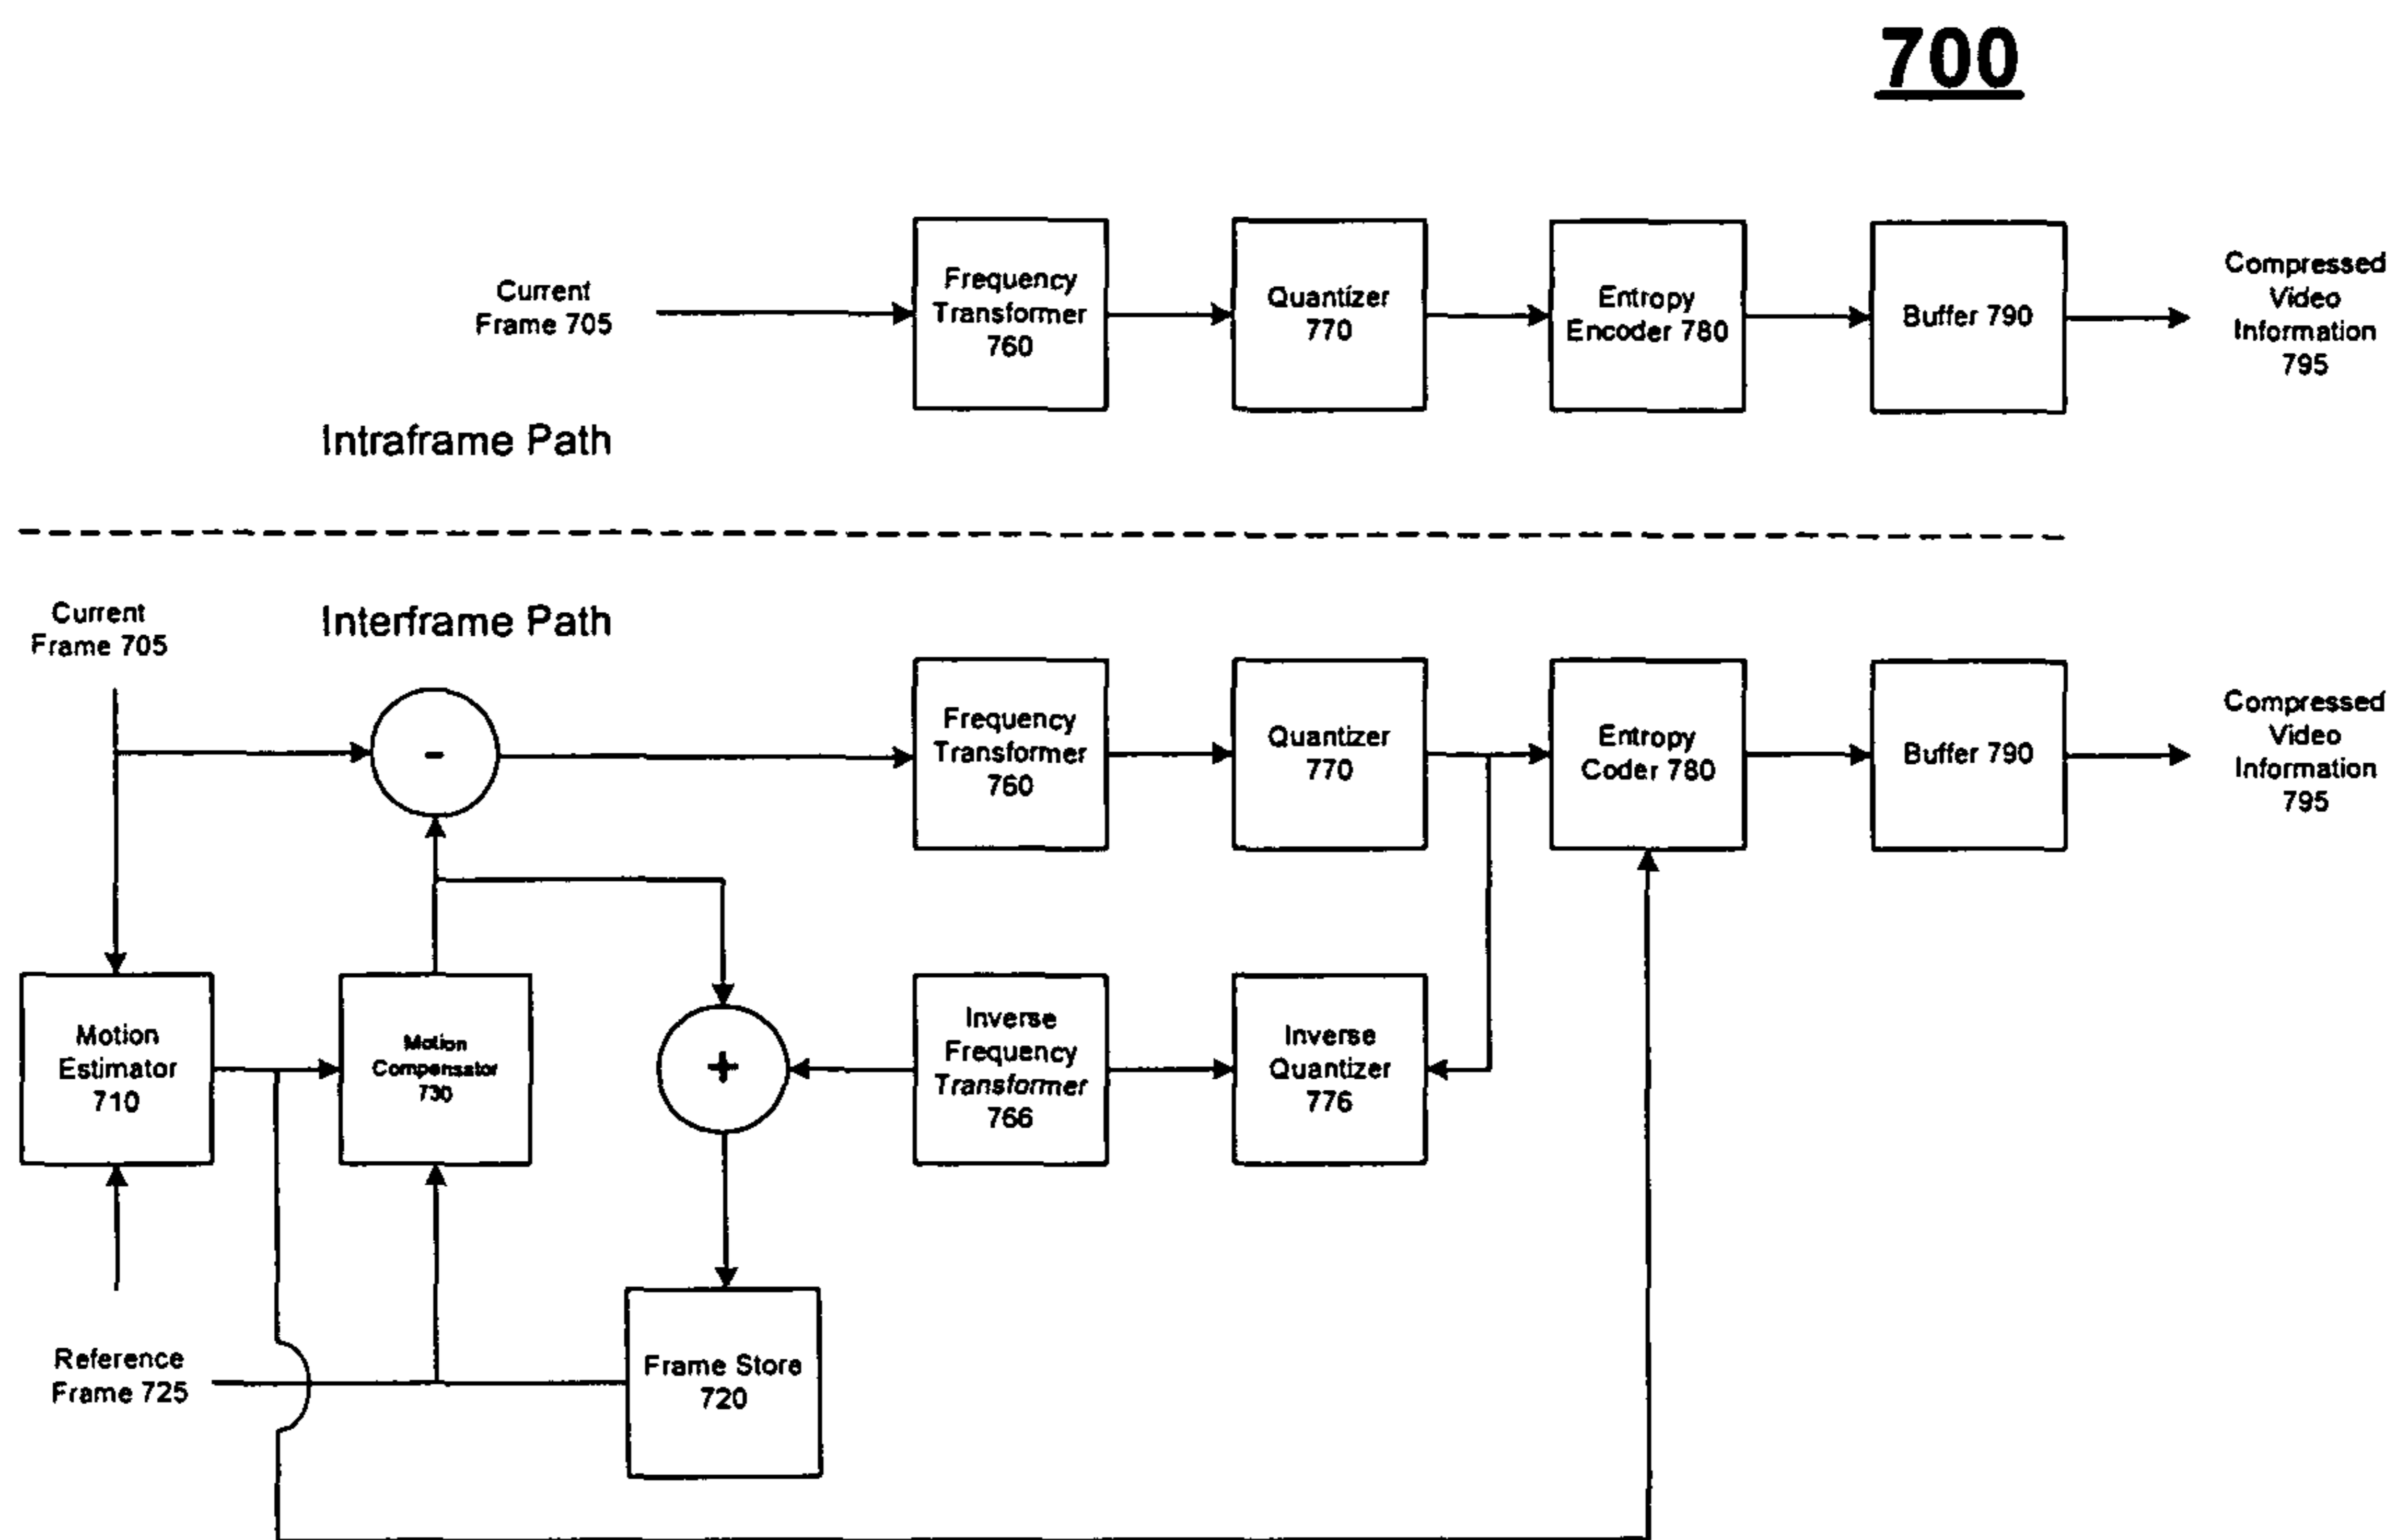 700
Current
Frame 705
Frequency
Transformer
760
Quantizer
770
Entropy
Encoder 780
Buffer 790
Compressed
Video
Information
795
Intraframe Path
Current
Frame 705
Interframe Path
-
Frequency
Transformer
760
Quantizer
770
Entropy
Coder 780
Buffer 790
Compressed
Video
Information
795
Motion
Estimator
710
Motion
Compensator
730
+
Inverse
Frequency
Transformer
766
Inverse
Quantizer
776
Reference
Frame 725
Frame Store
720